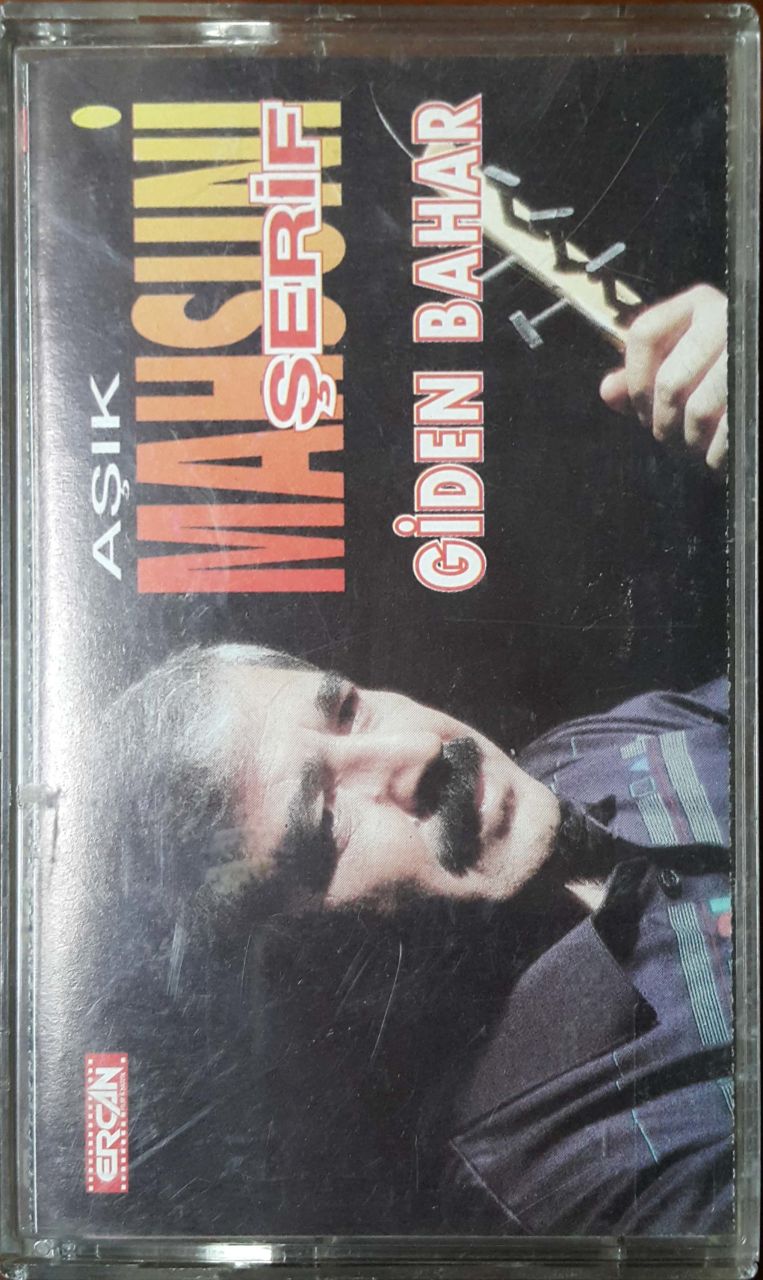 AŞIK
MAHSUNİ
ŞERİF
GİDEN BAHAR
ERCAN